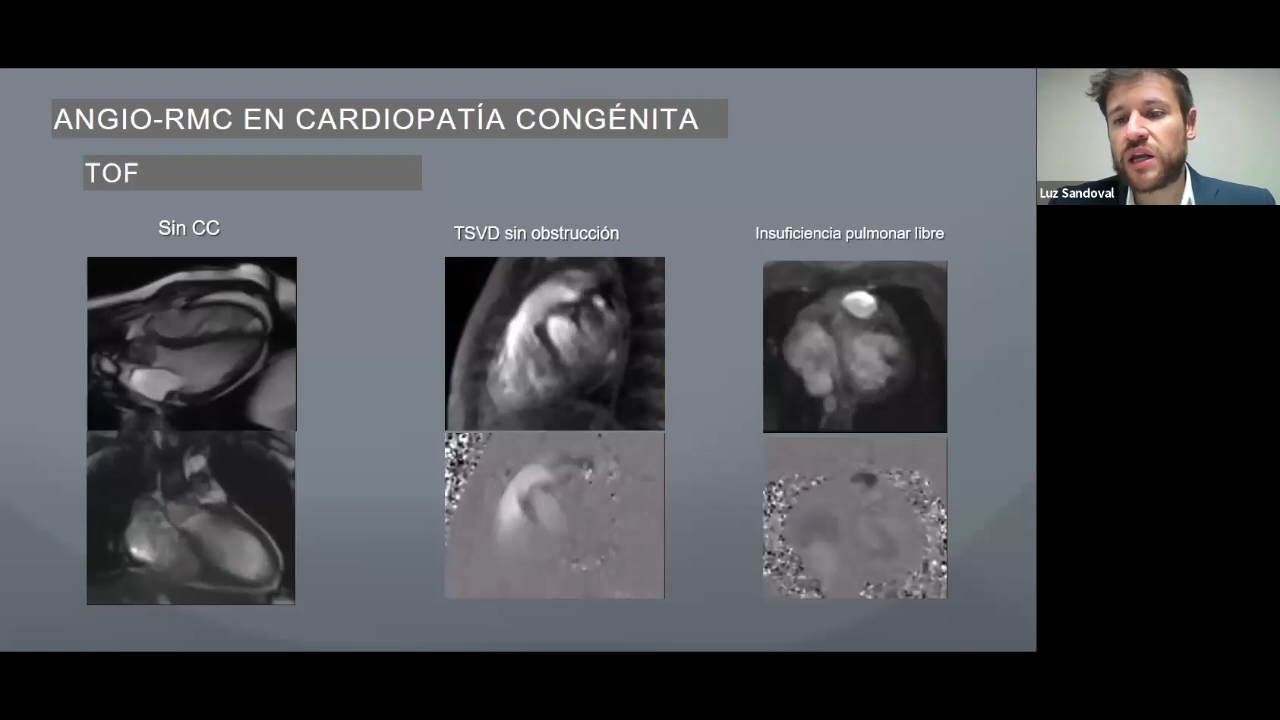 ANGIO-RMC EN CARDIOPATÍA CONGÉNITA
TOF
Sin CC
TSVD sin obstrucción
Insuficiencia pulmonar libre
Luz Sandoval